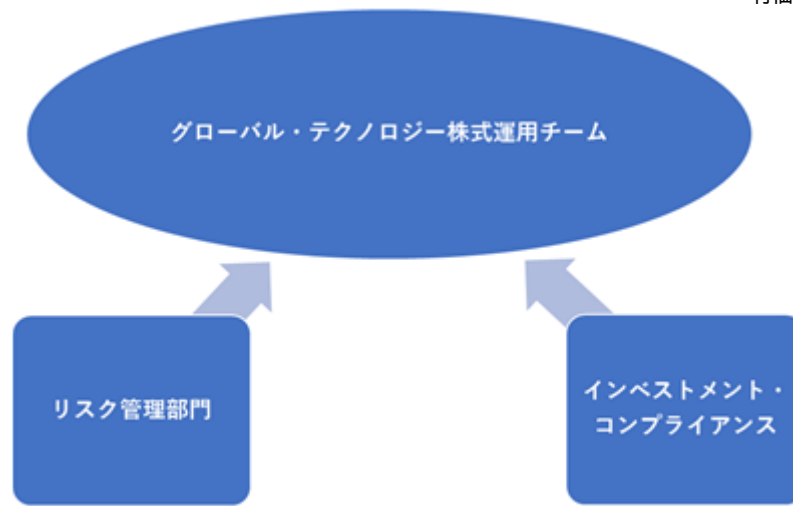 グローバル・テクノロジー株式運用チーム
リスク管理部門
インベストメント・
コンプライアンス